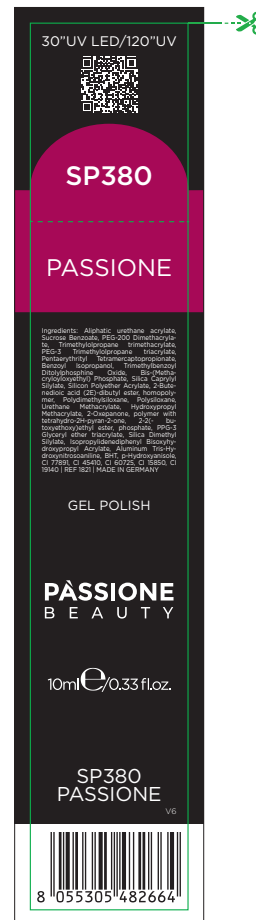 30”UV LED/120”UV
SP380
PASSIONE
Ingredients: Aliphatic urethane acrylate,
Sucrose Benzoate, PEG-200 Dimethacryla-
te, Trimethylolpropane trimethacrylate,
PEG-3 Trimethylolpropane triacrylate,
Pentaerythrityl Tetramercaptopropionate,
Benzoyl Isopropanol, Trimethylbenzoyl
Ditolylphosphine Oxide, Bis-(Metha-
cryloyloxyethyl) Phosphate, Silica Caprylyl
Silylate, Silicon Polyether Acrylate, 2-Bute-
nedioic acid (2E)-dibutyl ester, homopoly-
mer, Polydimethylsiloxane, Polysiloxane,
Urethane Methacrylate, Hydroxypropyl
Methacrylate, 2-Oxepanone, polymer with
tetrahydro-2H-pyran-2-one, 2-2(- bu-
toxyethoxy)ethyl ester, phosphate, PPG-3
Glyceryl ether triacrylate, Silica Dimethyl
Silylate, Isopropylidenediphenyl Bisoxyhy-
droxypropyl Acrylate, Aluminum Tris-Hy-
droxynitrosoaniline, BHT, p-Hydroxyanisole,
CI 77891, CI 45410, CI 60725, CI 15850, CI
19140 | REF 1821 | MADE IN GERMANY
GEL POLISH
PÀSSIONE
BEAUTY
10ml℮/0.33 fl.oz.
SP380
PASSIONE
V6
8 055305 482664